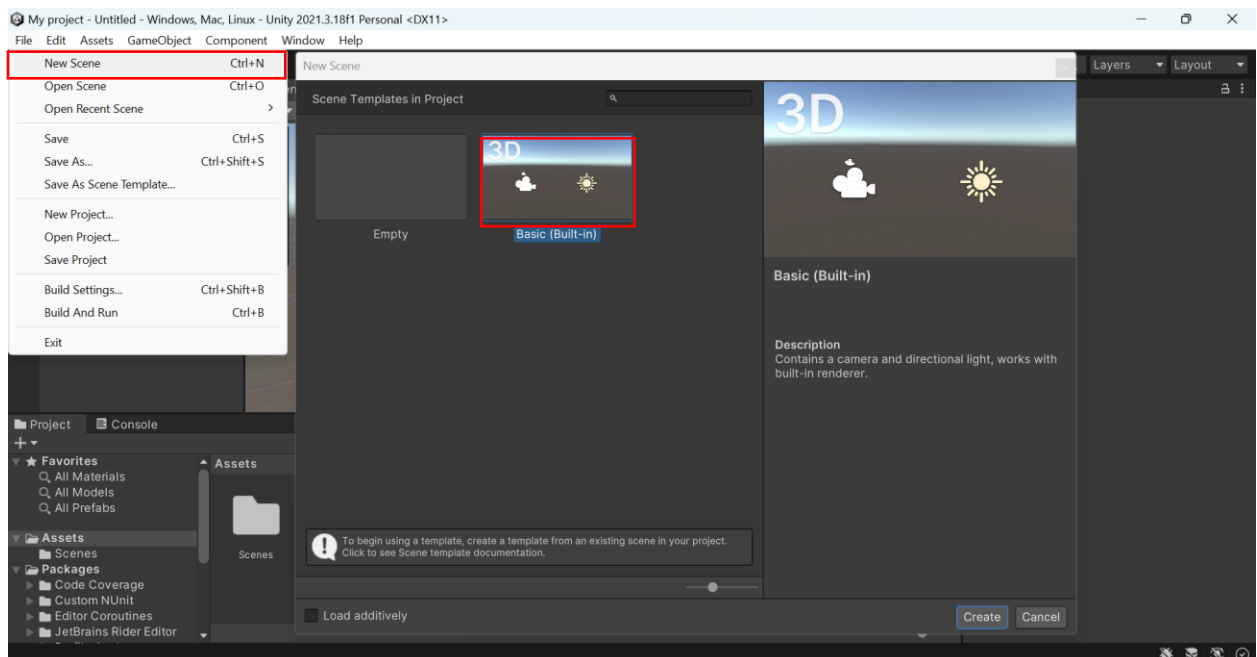 My project - Untitled - Windows, Mac, Linux - Unity 2021.3.18f1 Personal <DX11>
File Edit Assets GameObject Component Window Help
New Scene Ctrl+N
Open Scene Ctrl+O
Open Recent Scene
Save Ctrl+S
Save As... Ctrl+Shift+S
Save As Scene Template...
New Project...
Open Project...
Save Project
Build Settings... Ctrl+Shift+B
Build And Run Ctrl+B
Exit
New Scene
Layers Layout
Scene Templates in Project
3D
Empty
Basic (Built-in)
3D
Basic (Built-in)
Description
Contains a camera and directional light, works with
built-in renderer.
To begin using a template, create a template from an existing scene in your project.
Click to see Scene template documentation.
Load additively
Create Cancel
Project Console
Favorites
All Materials
All Models
All Prefabs
Assets
Scenes
Packages
Code Coverage
Custom NUnit
Editor Coroutines
JetBrains Rider Editor
Assets
Scenes